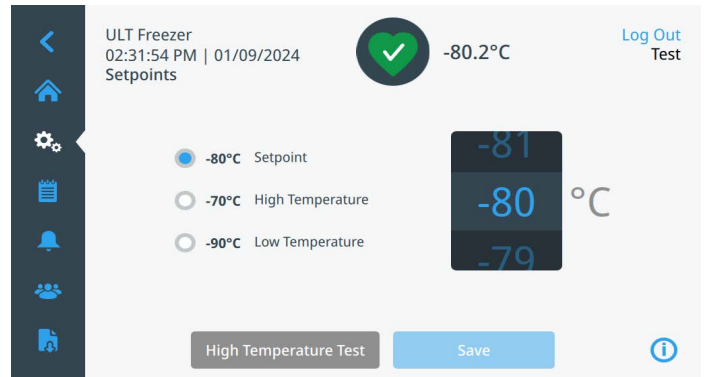 ULT Freezer
02:31:54 PM | 01/09/2024
Setpoints
-80.2°C
Log Out
Test
-80°C Setpoint
-70°C High Temperature
-90°C Low Temperature
-81
-80 °C
-79
High Temperature Test
Save